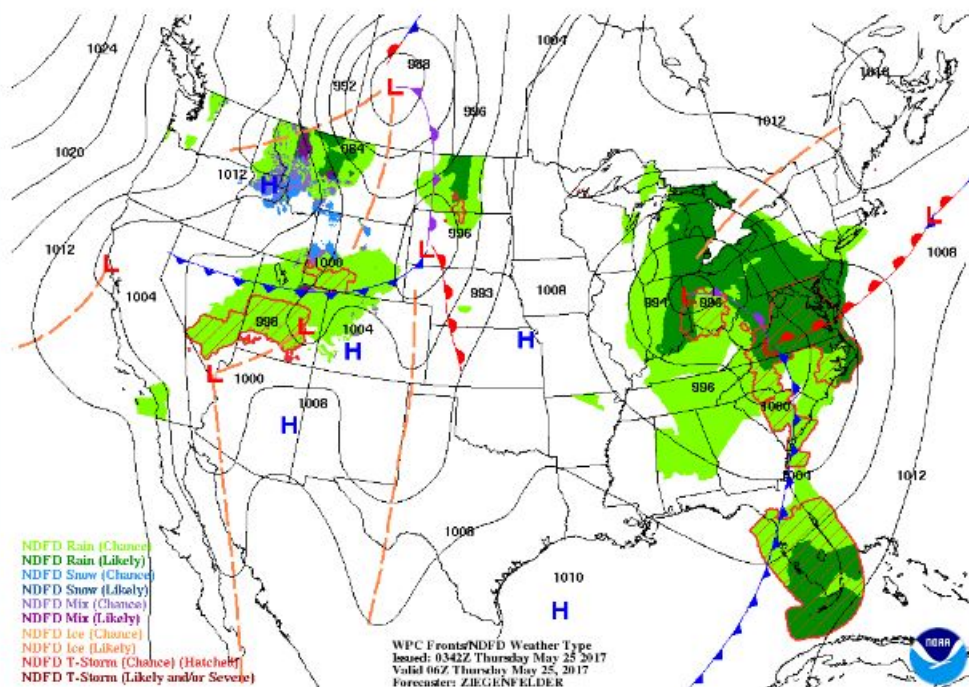 1004
988
1024
992
1016
996
1012
1020
984
1012
H
L
L
996
1012
L
1008
1000
L
1008
1004
993
994
996
L
998
L
1004
H
H
L
1000
996
1008
H
1000
1004
1012
1008
1010
H
NDFD Rain (Chance)
NDFD Rain (Likely)
NDFD Snow (Chance)
NDFD Snow (Likely)
NDFD Mix (Chance)
NDFD Mix (Likely)
NDFD Ice (Chance)
NDFD Ice (Likely)
NDFD T-Storm (Chance) (Hatched)
NDFD T-Storm (Likely and/or Severe)
WPC Fronts/NDFD Weather Type
Issued: 0342Z Thursday May 25 2017
Valid 06Z Thursday May 25, 2017
Forecaster: ZIEGENFELDER
NOAA